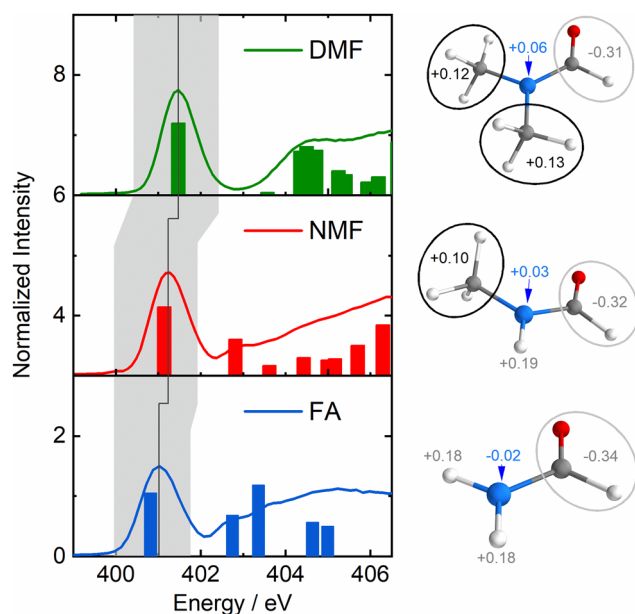 DMF
8
6
NMF
4
FA
2
0
400 402 404 406
Energy / eV
Normalized Intensity
+0.06
-0.31
+0.12
+0.13
+0.10
+0.03
-0.32
+0.19
+0.18
-0.02
-0.34
+0.18